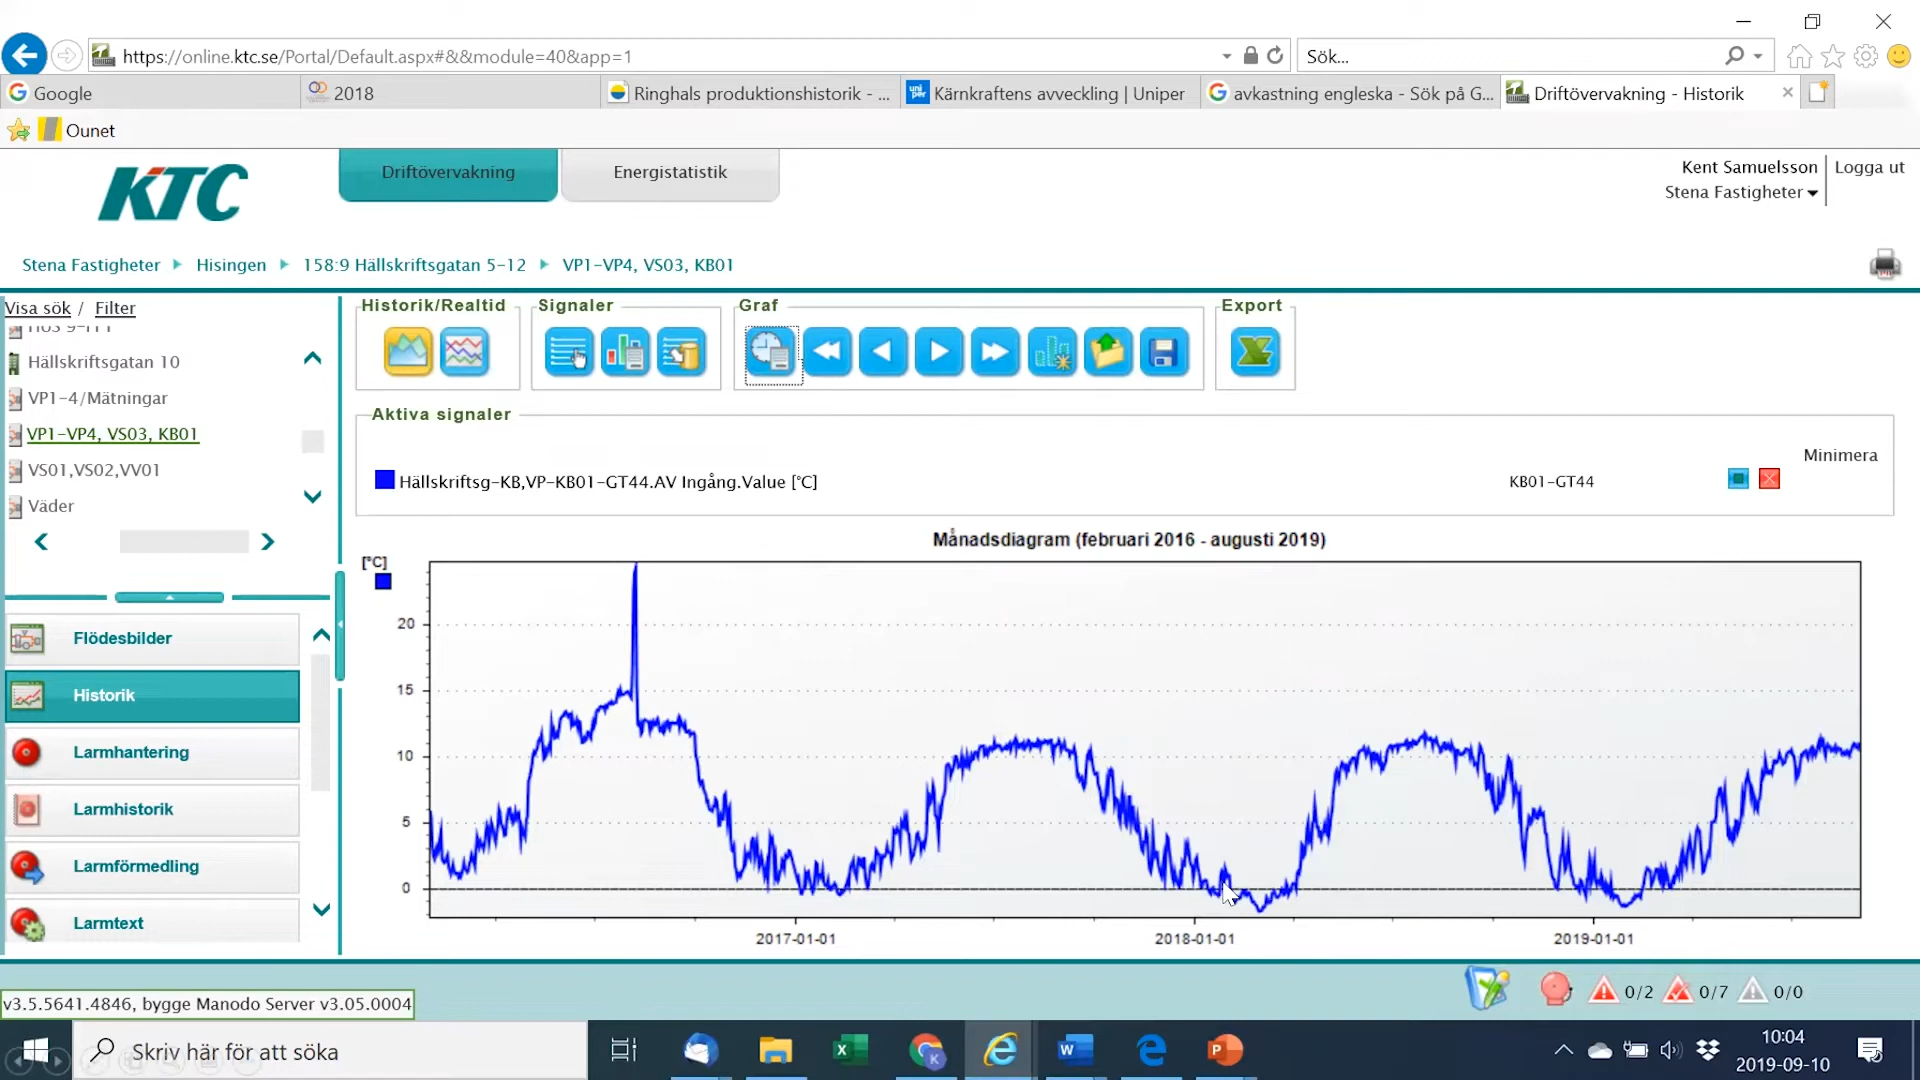 https://online.ktc.se/Portal/Default.aspx#&&module=40&app=1
Sök...
Google
2018
Ringhals produktionshistorik - ...
Kärnkraftens avveckling | Uniper
avkastning engleska - Sök på G...
Driftövervakning - Historik
Ounet
KTC
Driftövervakning
Energistatistik
Kent Samuelsson
Logga ut
Stena Fastigheter
Stena Fastigheter
Hisingen
158:9 Hällskriftsgatan 5-12
VP1-VP4, VS03, KB01
Visa sök / Filter
Hällskriftsgatan 10
VP1-4/Mätningar
VP1-VP4, VS03, KB01
VS01,VS02,VV01
Väder
Historik/Realtid
Signaler
Graf
Export
Aktiva signaler
Minimera
Hällskriftsg-KB,VP-KB01-GT44.AV Ingång.Value [°C]
KB01-GT44
Flödesbilder
Historik
Larmhantering
Larmhistorik
Larmförmedling
Larmtext
Månadsdiagram (februari 2016 - augusti 2019)
[°C]
20
15
10
5
0
2017-01-01
2018-01-01
2019-01-01
0/2
0/7
0/0
v3.5.5641.4846, bygge Manodo Server v3.05.0004
Skriv här för att söka
10:04
2019-09-10